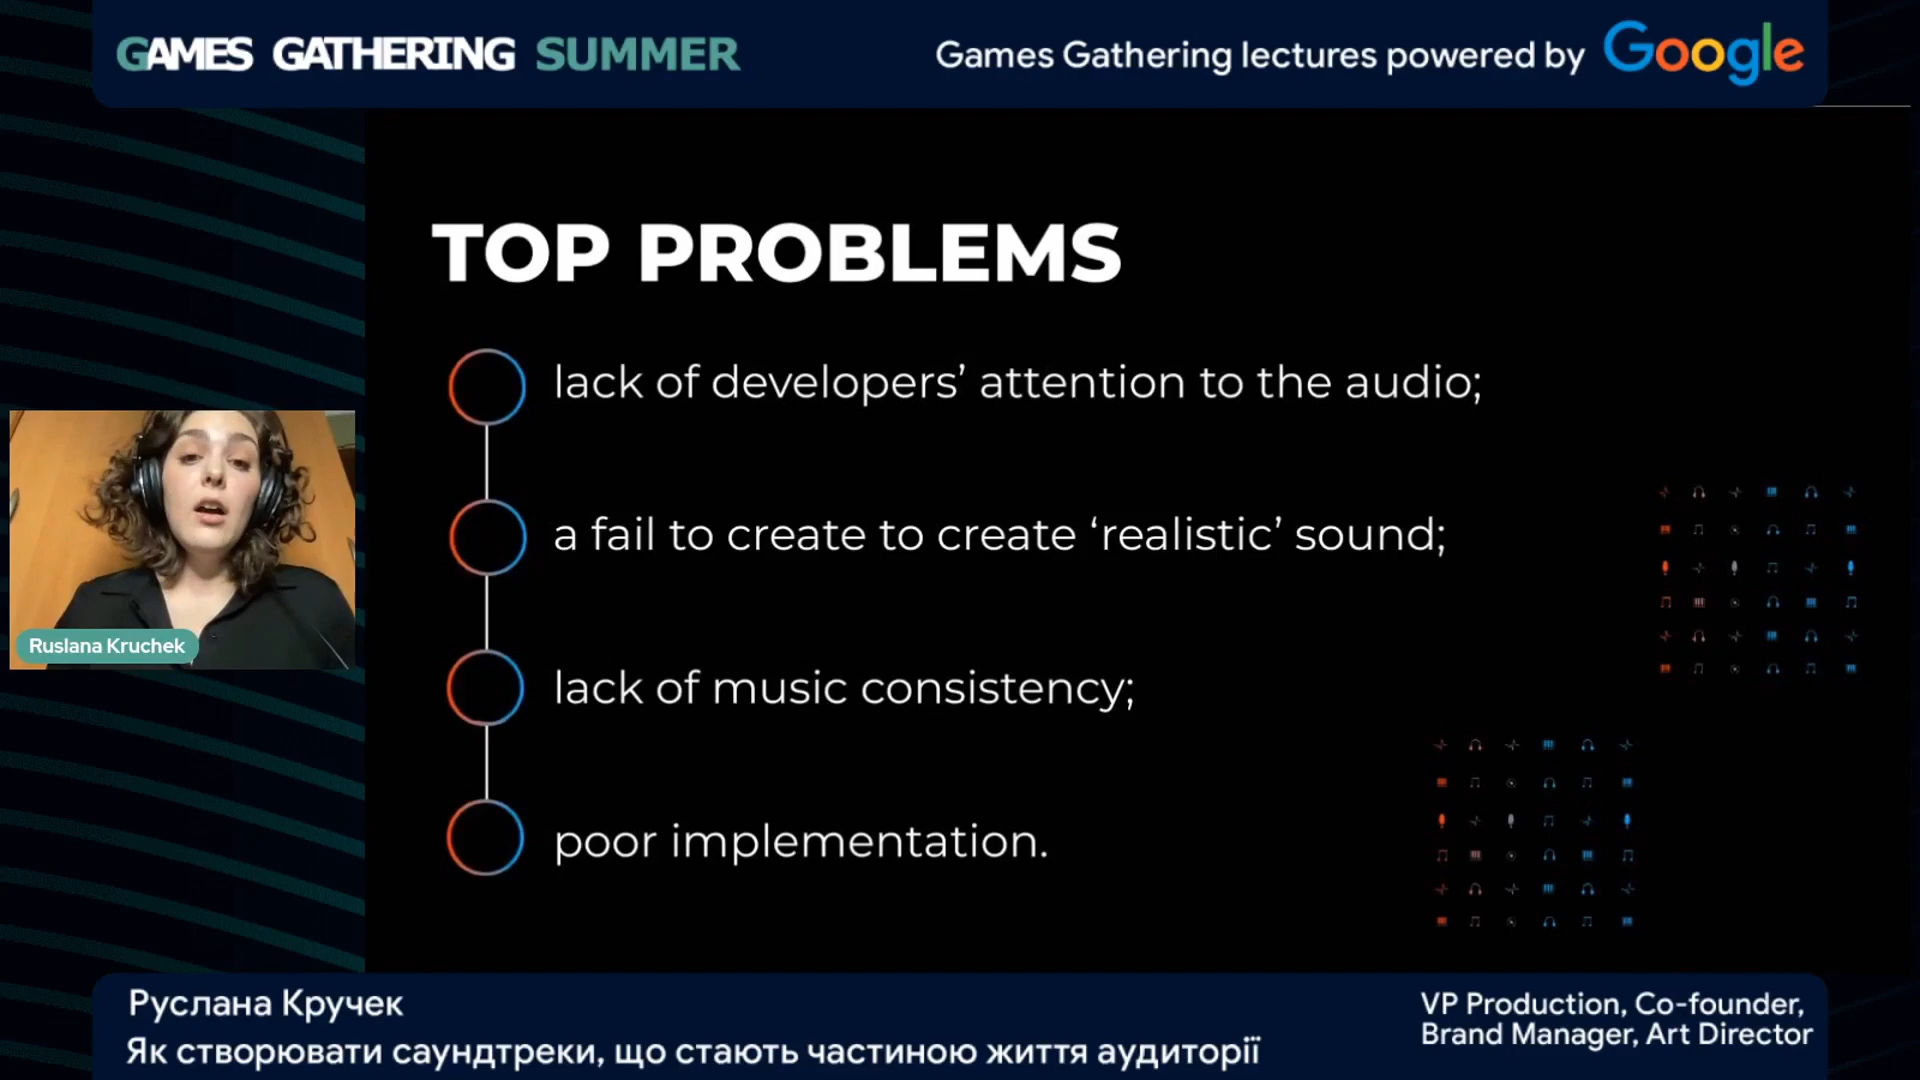 GAMES GATHERING SUMMER
Games Gathering lectures powered by Google
TOP PROBLEMS
lack of developers’ attention to the audio;
a fail to create to create ‘realistic’ sound;
lack of music consistency;
poor implementation.
Ruslana Kruchek
Руслана Кручек
Як створювати саундтреки, що стають частиною життя аудиторії
VP Production, Co-founder,
Brand Manager, Art Director